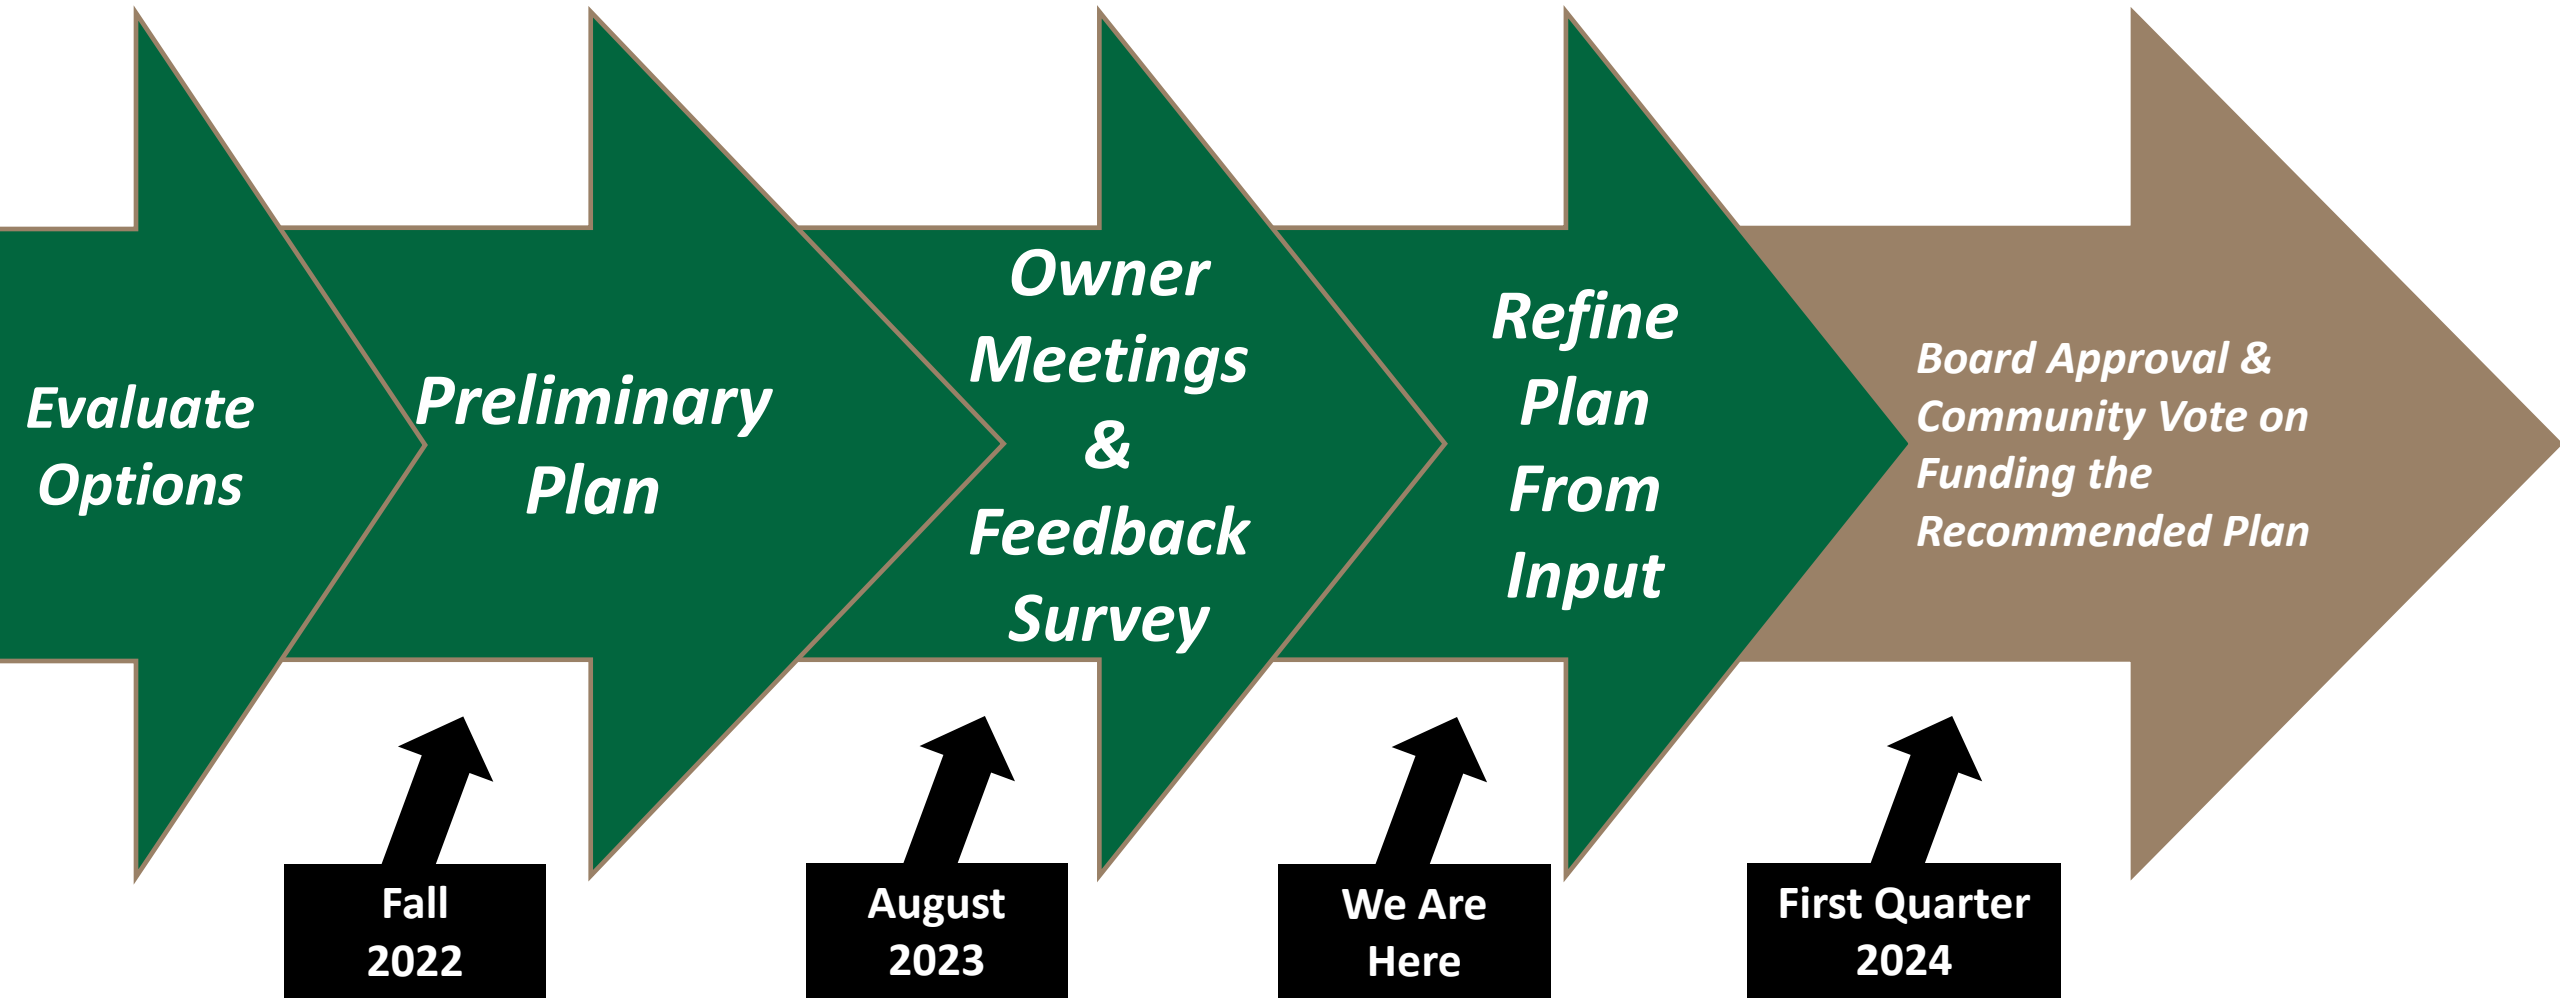 Evaluate
Options
Preliminary
Plan
Owner
Meetings
&
Feedback
Survey
Refine
Plan
From
Input
Board Approval &
Community Vote on
Funding the
Recommended Plan
Fall
2022
August
2023
We Are
Here
First Quarter
2024